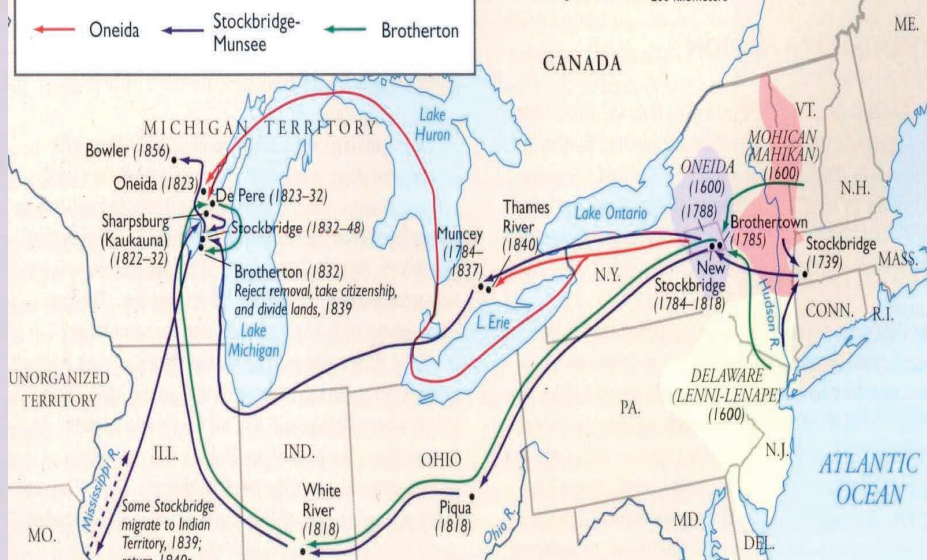 Oneida
Stockbridge-
Munsee
Brotherton
ME.
CANADA
Lake
Huron
MICHIGAN TERRITORY
Bowler (1856)
Oneida (1823)
De Pere (1823–32)
Sharpsburg
(Kaukauna)
(1822–32)
Stockbridge (1832–48)
Brotherton (1832)
Reject removal, take citizenship,
and divide lands, 1839
Lake
Michigan
UNORGANIZED
TERRITORY
VT.
MOHICAN
(MAHIKAN)
(1600)
ONEIDA
(1600)
(1788)
N.H.
Lake Ontario
Thames
River
(1840)
Muncey
(1784–
1837)
Brothertown
(1785)
Stockbridge
(1739)
MASS.
N.Y.
New
Stockbridge
(1784–1818)
Hudson R.
CONN.
R.I.
L. Erie
DELAWARE
(LENNI-LENAPE)
(1600)
PA.
N.J.
ATLANTIC
OCEAN
ILL.
IND.
OHIO
Mississippi R.
MO.
Some Stockbridge
migrate to Indian
Territory, 1839;
White
River
(1818)
Piqua
(1818)
Ohio R.
MD.
DEL.